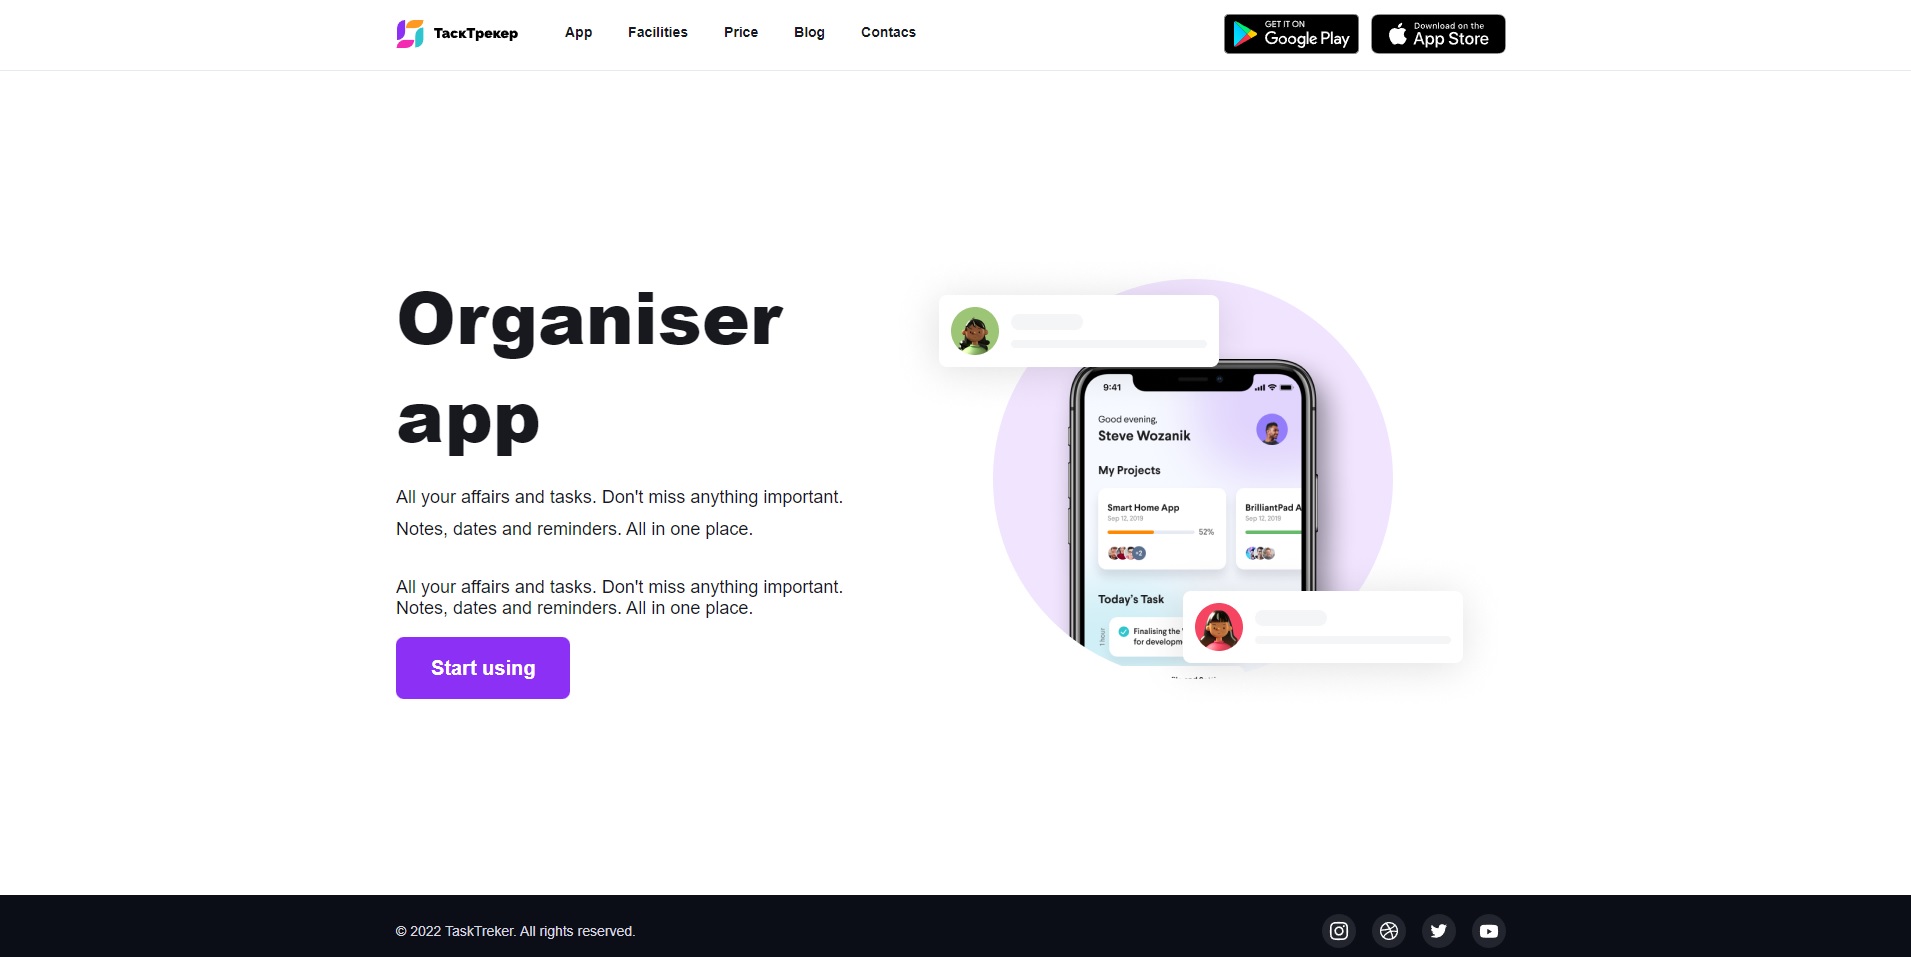 ТаскТрекер
App
Facilities
Price
Blog
Contacs
GET IT ON
Google Play
Download on the
App Store
Organiser
app
All your affairs and tasks. Don't miss anything important.
Notes, dates and reminders. All in one place.
All your affairs and tasks. Don't miss anything important.
Notes, dates and reminders. All in one place.
Start using
9:41
Good evening,
Steve Wozanik
My Projects
Smart Home App
Sep 12, 2019
52%
+2
BrilliantPad A
Sep 12, 2019
Today's Task
1 hour
Finalising the
for developm
© 2022 TaskTreker. All rights reserved.